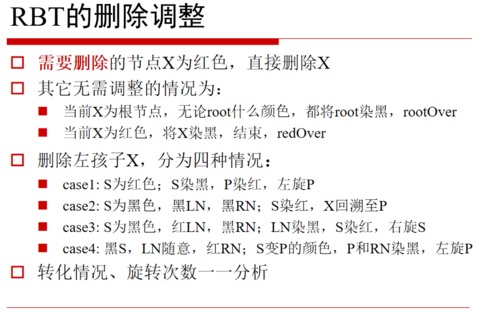 RBT的删除调整
需要删除的节点X为红色，直接删除X
其它无需调整的情况为：
当前X为根节点，无论root什么颜色，都将root染黑，rootOver
当前X为红色，将X染黑，结束，redOver
删除左孩子X，分为四种情况：
case1: S为红色；S染黑，P染红，左旋P
case2: S为黑色，黑LN，黑RN；S染红，X回溯至P
case3: S为黑色，红LN，黑RN；LN染黑，S染红，右旋S
case4: 黑S，LN随意，红RN；S变P的颜色，P和RN染黑，左旋P
转化情况、旋转次数一一分析